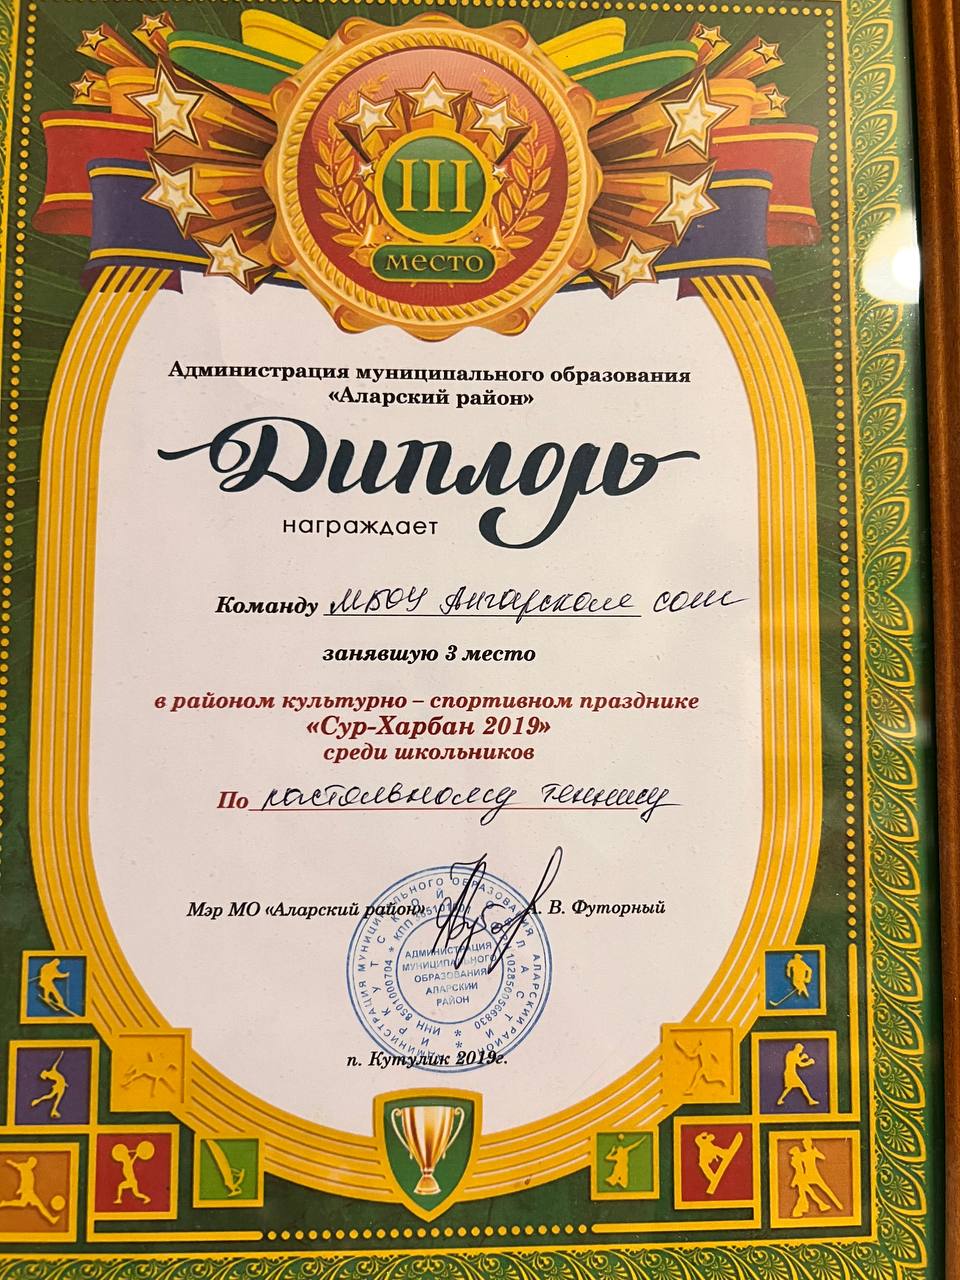 III
МЕСТО
Администрация муниципального образования
«Аларский район»
Диплом
награждает
Команду МБОУ Ангарская сош
занявшую 3 место
в районом культурно – спортивном празднике
«Сур-Харбан 2019»
среди школьников
По настольному теннису
Мэр МО «Аларский район» А. В. Футорный
АДМИНИСТРАЦИЯ
МУНИЦИПАЛЬНОГО
ОБРАЗОВАНИЯ
АЛАРСКИЙ
РАЙОН
п. Кутулик 2019г.